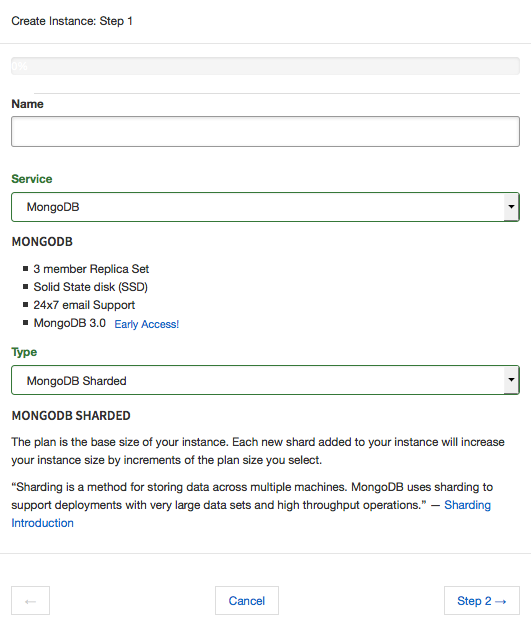 Create Instance: Step 1
0%
Name
Service
MongoDB
MONGODB
3 member Replica Set
Solid State disk (SSD)
24x7 email Support
MongoDB 3.0 Early Access!
Type
MongoDB Sharded
MONGODB SHARDED
The plan is the base size of your instance. Each new shard added to your instance will increase
your instance size by increments of the plan size you select.
“Sharding is a method for storing data across multiple machines. MongoDB uses sharding to
support deployments with very large data sets and high throughput operations.” — Sharding
Introduction
← Cancel Step 2 →